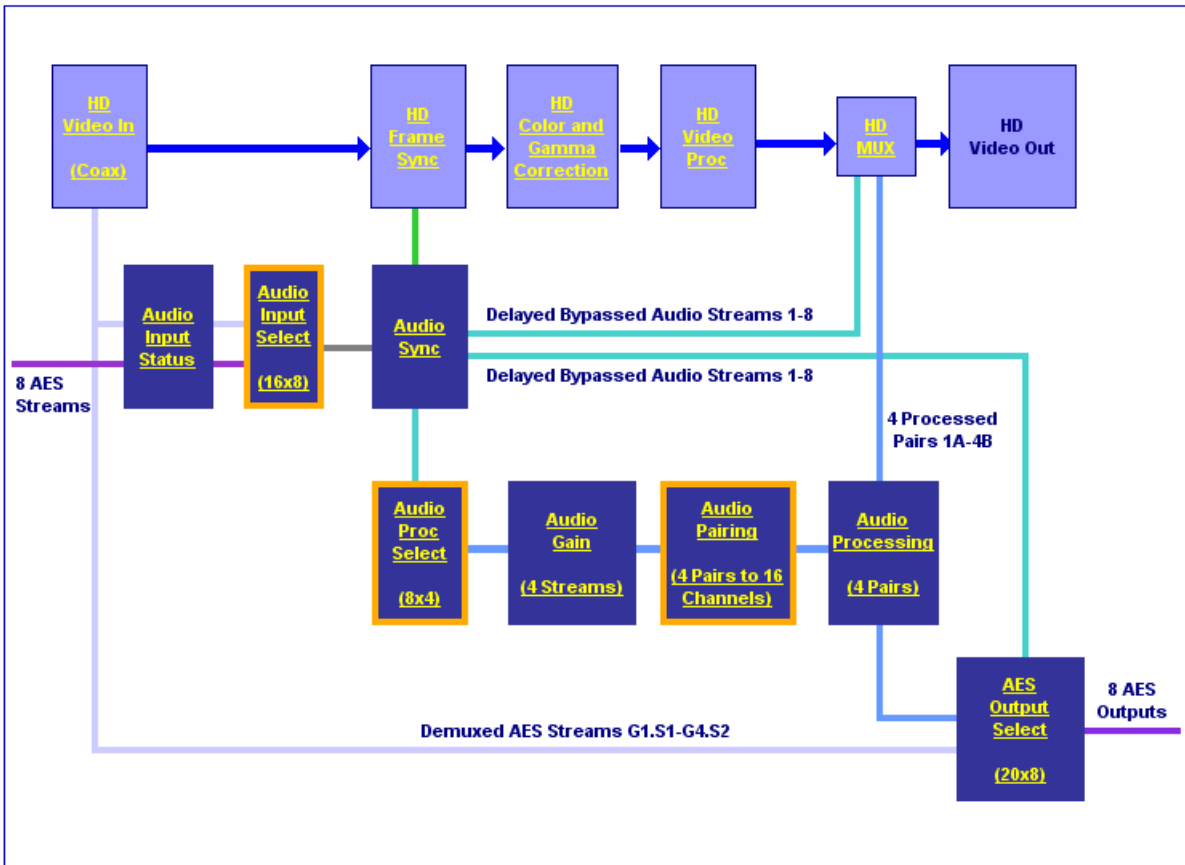 HD
Video In
(Coax)
HD
Frame
Sync
HD
Color and
Gamma
Correction
HD
Video
Proc
HD
MUX
HD
Video Out
Audio
Input
Status
Audio
Input
Select
(16x8)
Audio
Sync
Delayed Bypassed Audio Streams 1-8
Delayed Bypassed Audio Streams 1-8
8 AES
Streams
4 Processed
Pairs 1A-4B
Audio
Proc
Select
(8x4)
Audio
Gain
(4 Streams)
Audio
Pairing
(4 Pairs to 16
Channels)
Audio
Processing
(4 Pairs)
AES
Output
Select
(20x8)
8 AES
Outputs
Demuxed AES Streams G1.S1-G4.S2